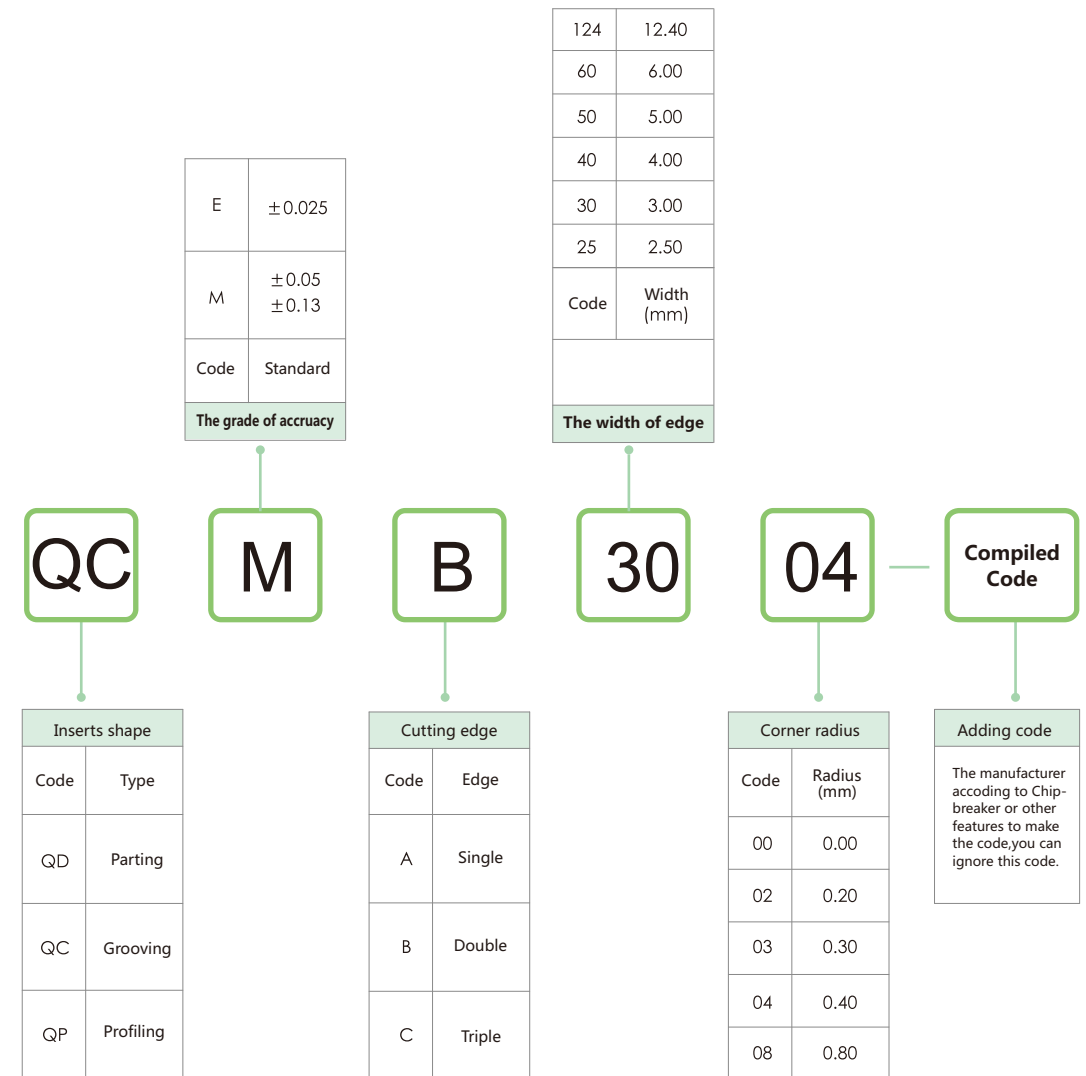 124 12.40
60 6.00
50 5.00
40 4.00
30 3.00
25 2.50
Code Width
(mm)
The width of edge
E ±0.025
M ±0.05
±0.13
Code Standard
The grade of accruacy
QC M B 30 04 — Compiled
Code
Inserts shape
Code Type
QD Parting
QC Grooving
QP Profiling
Cutting edge
Code Edge
A Single
B Double
C Triple
Corner radius
Code Radius
(mm)
00 0.00
02 0.20
03 0.30
04 0.40
08 0.80
Adding code
The manufacturer
accoding to Chip-
breaker or other
features to make
the code,you can
ignore this code.